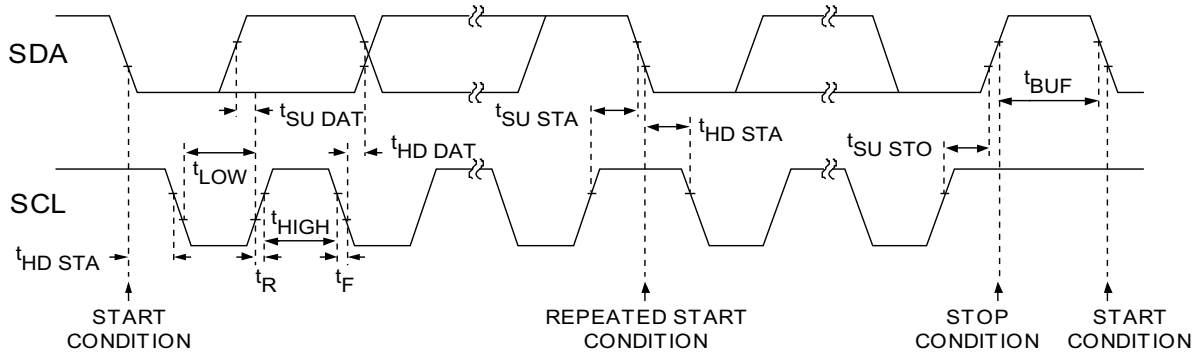 SDA
tSU DAT
tHD DAT
tSU STA
tHD STA
tSU STO
tBUF
SCL
tLOW
tHIGH
tHD STA
tR
tF
START
CONDITION
REPEATED START
CONDITION
STOP
CONDITION
START
CONDITION